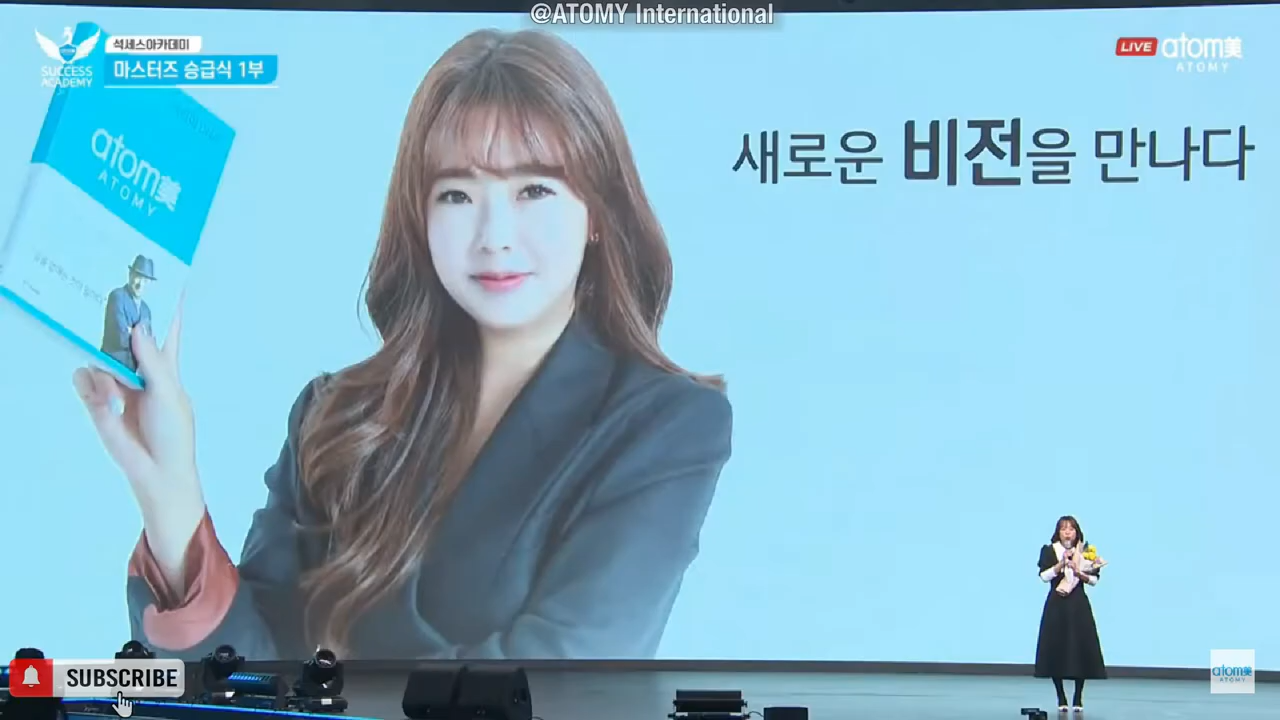 @ATOMY International
석세스아카데미
SUCCESS
ACADEMY
마스터즈 승급식 1부
LIVE atom美
ATOMY
새로운 비전을 만나다
atom美
ATOMY
SUBSCRIBE
atom美
ATOMY